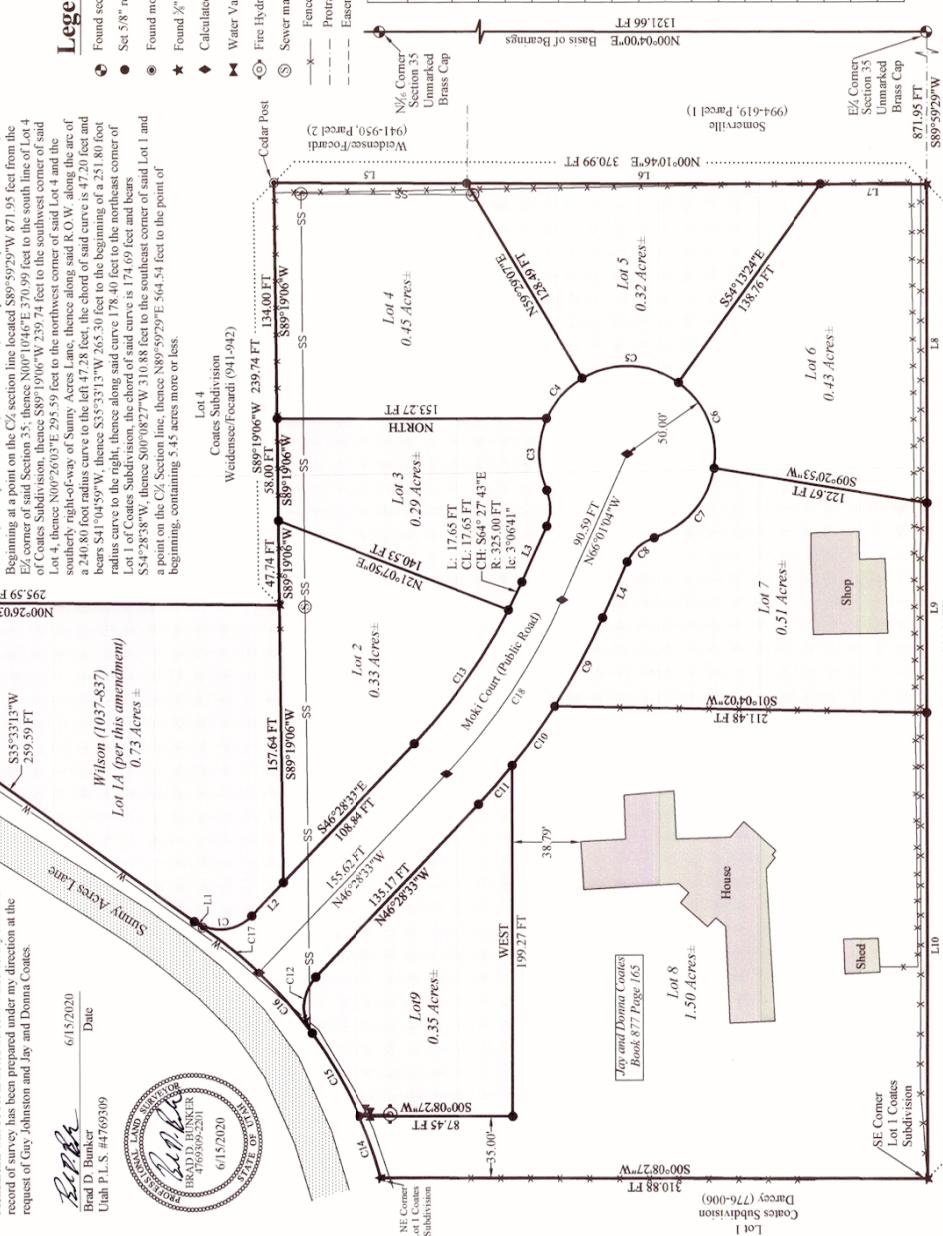 Beginning at a point on the C¼ section line located S89°59'29"W 871.95 feet from the
E¼ corner of said Section 35; thence N00°10'46"E 370.99 feet to the south line of Lot 4
of Coates Subdivision, thence S89°19'06"W 239.74 feet to the southwest corner of said
Lot 4, thence N00°26'03"E 295.59 feet to the northwest corner of said Lot 4 and the
southerly right-of-way of Sunny Acres Lane, thence along said R.O.W. along the arc of
a 240.80 foot radius curve to the left 47.28 feet, the chord of said curve is 47.20 feet and
bears S41°04'59"W, thence S35°33'13"W 265.30 feet to the beginning of a 251.80 foot
radius curve to the right, thence along said curve 178.40 feet to the northeast corner of
Lot 1 of Coates Subdivision, the chord of said curve is 174.69 feet and bears
S54°28'38"W, thence S00°08'27"W 310.88 feet to the southeast corner of said Lot 1 and
a point on the C¼ Section line, thence N89°59'29"E 564.54 feet to the point of
beginning, containing 5.45 acres more or less.
record of survey has been prepared under my direction at the
request of Guy Johnston and Jay and Donna Coates.
6/15/2020
Brad D. Bunker
Date
Utah P.L.S. #4769309
PROFESSIONAL LAND SURVEYOR
BRAD D. BUNKER
4769309-2201
6/15/2020
STATE OF UTAH
Lege
Found sec
Set 5/8" r
Found mo
Found ⅝"
Calculated
Water Va
Fire Hydr
Sewer ma
Fence
Protra
Easer
N00°04'00"E 1321.66 FT
Basis of Bearings
N1/16 Corner
Section 35
Unmarked
Brass Cap
E¼ Corner
Section 35
Unmarked
Brass Cap
871.95 FT
S89°59'29"W
Weidensee/Focardi
(941-950, Parcel 2)
Somerville
(994-619, Parcel 1)
N00°10'46"E 370.99 FT
Cedar Post
L5
L6
L7
L8
L9
L10
134.00 FT
S89°19'06"W
S89°19'06"W 239.74 FT
58.00 FT
S89°19'06"W
47.74 FT
S89°19'06"W
157.64 FT
S89°19'06"W
Lot 4
Coates Subdivision
Weidensee/Focardi (941-942)
N00°26'03
295.59 F
S35°33'13"W
259.59 FT
Wilson (1037-837)
Lot 1A (per this amendment)
0.73 Acres ±
Sunny Acres Lane
W
W
W
W
L1
C1
L2
C17
C16
C12
C15
C14
SS
SS
SS
SS
SS
SS
Lot 4
0.45 Acres±
N59°29'07"E
128.49 FT
Lot 5
0.32 Acres±
S54°13'24"E
138.76 FT
Lot 6
0.43 Acres±
NORTH
153.27 FT
Lot 3
0.29 Acres±
L: 17.65 FT
CL: 17.65 FT
CH: S64° 27' 43"E
R: 325.00 FT
Ic: 3°06'41"
N21°07'50"E
140.53 FT
Lot 2
0.33 Acres±
C3
C4
C5
C6
C7
C8
50.00'
L3
L4
C9
C10
C11
C13
C18
90.59 FT
N66°01'04"W
Moki Court (Public Road)
S46°28'33"E
108.84 FT
155.62 FT
N46°28'33"W
135.17 FT
N46°28'33"W
S09°20'53"W
122.67 FT
Lot 7
0.51 Acres±
Shop
S01°04'02"W
211.48 FT
38.79'
House
Shed
WEST
199.27 FT
Lot9
0.35 Acres±
Jay and Donna Coates
Book 877 Page 165
Lot 8
1.50 Acres±
S00°08'27"W
87.45 FT
35.00'
NE Corner
Lot 1 Coates
Subdivision
S00°08'27"W
310.88 FT
SE Corner
Lot 1 Coates
Subdivision
Lot 1
Coates Subdivision
Darcey (776-006)